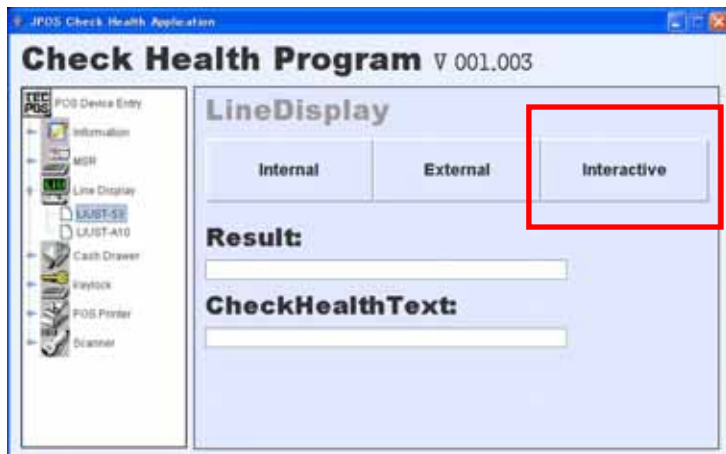 JPOS Check Health Application
Check Health Program V 001.003
TEC POS POS Device Entry
Information
MSR
Line Display
LIUST-51
LIUST-A10
Cash Drawer
Keylock
POS Printer
Scanner
LineDisplay
Internal External Interactive
Result:
CheckHealthText: